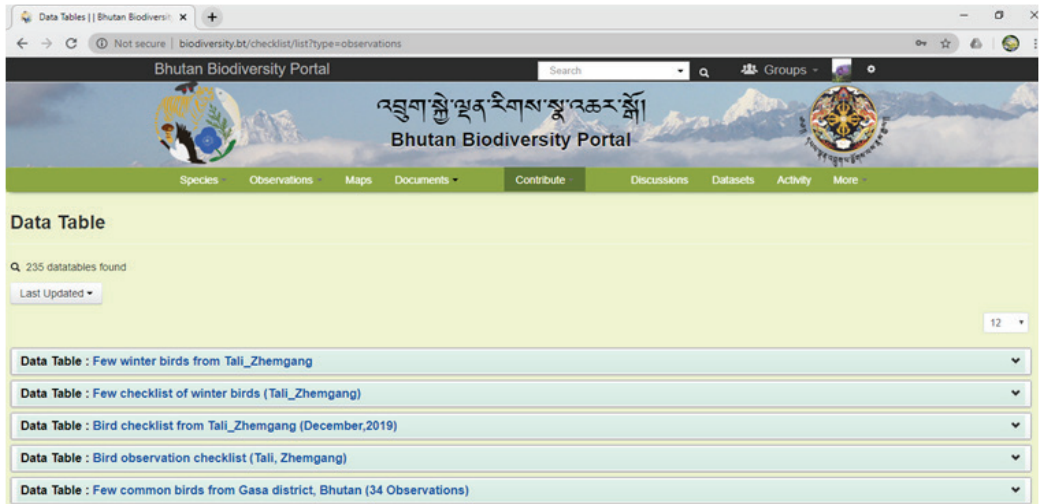 Data Tables || Bhutan Biodiversit
Not secure | biodiversity.bt/checklist/list?type=observations
Bhutan Biodiversity Portal
Search
Groups
འབྲུག་སྐྱེ་ལྡན་རིགས་སྣ་འཆར་སྒོ།
Bhutan Biodiversity Portal
Species Observations Maps Documents Contribute Discussions Datasets Activity More
Data Table
235 datatables found
Last Updated
12
Data Table : Few winter birds from Tali_Zhemgang
Data Table : Few checklist of winter birds (Tali_Zhemgang)
Data Table : Bird checklist from Tali_Zhemgang (December,2019)
Data Table : Bird observation checklist (Tali, Zhemgang)
Data Table : Few common birds from Gasa district, Bhutan (34 Observations)